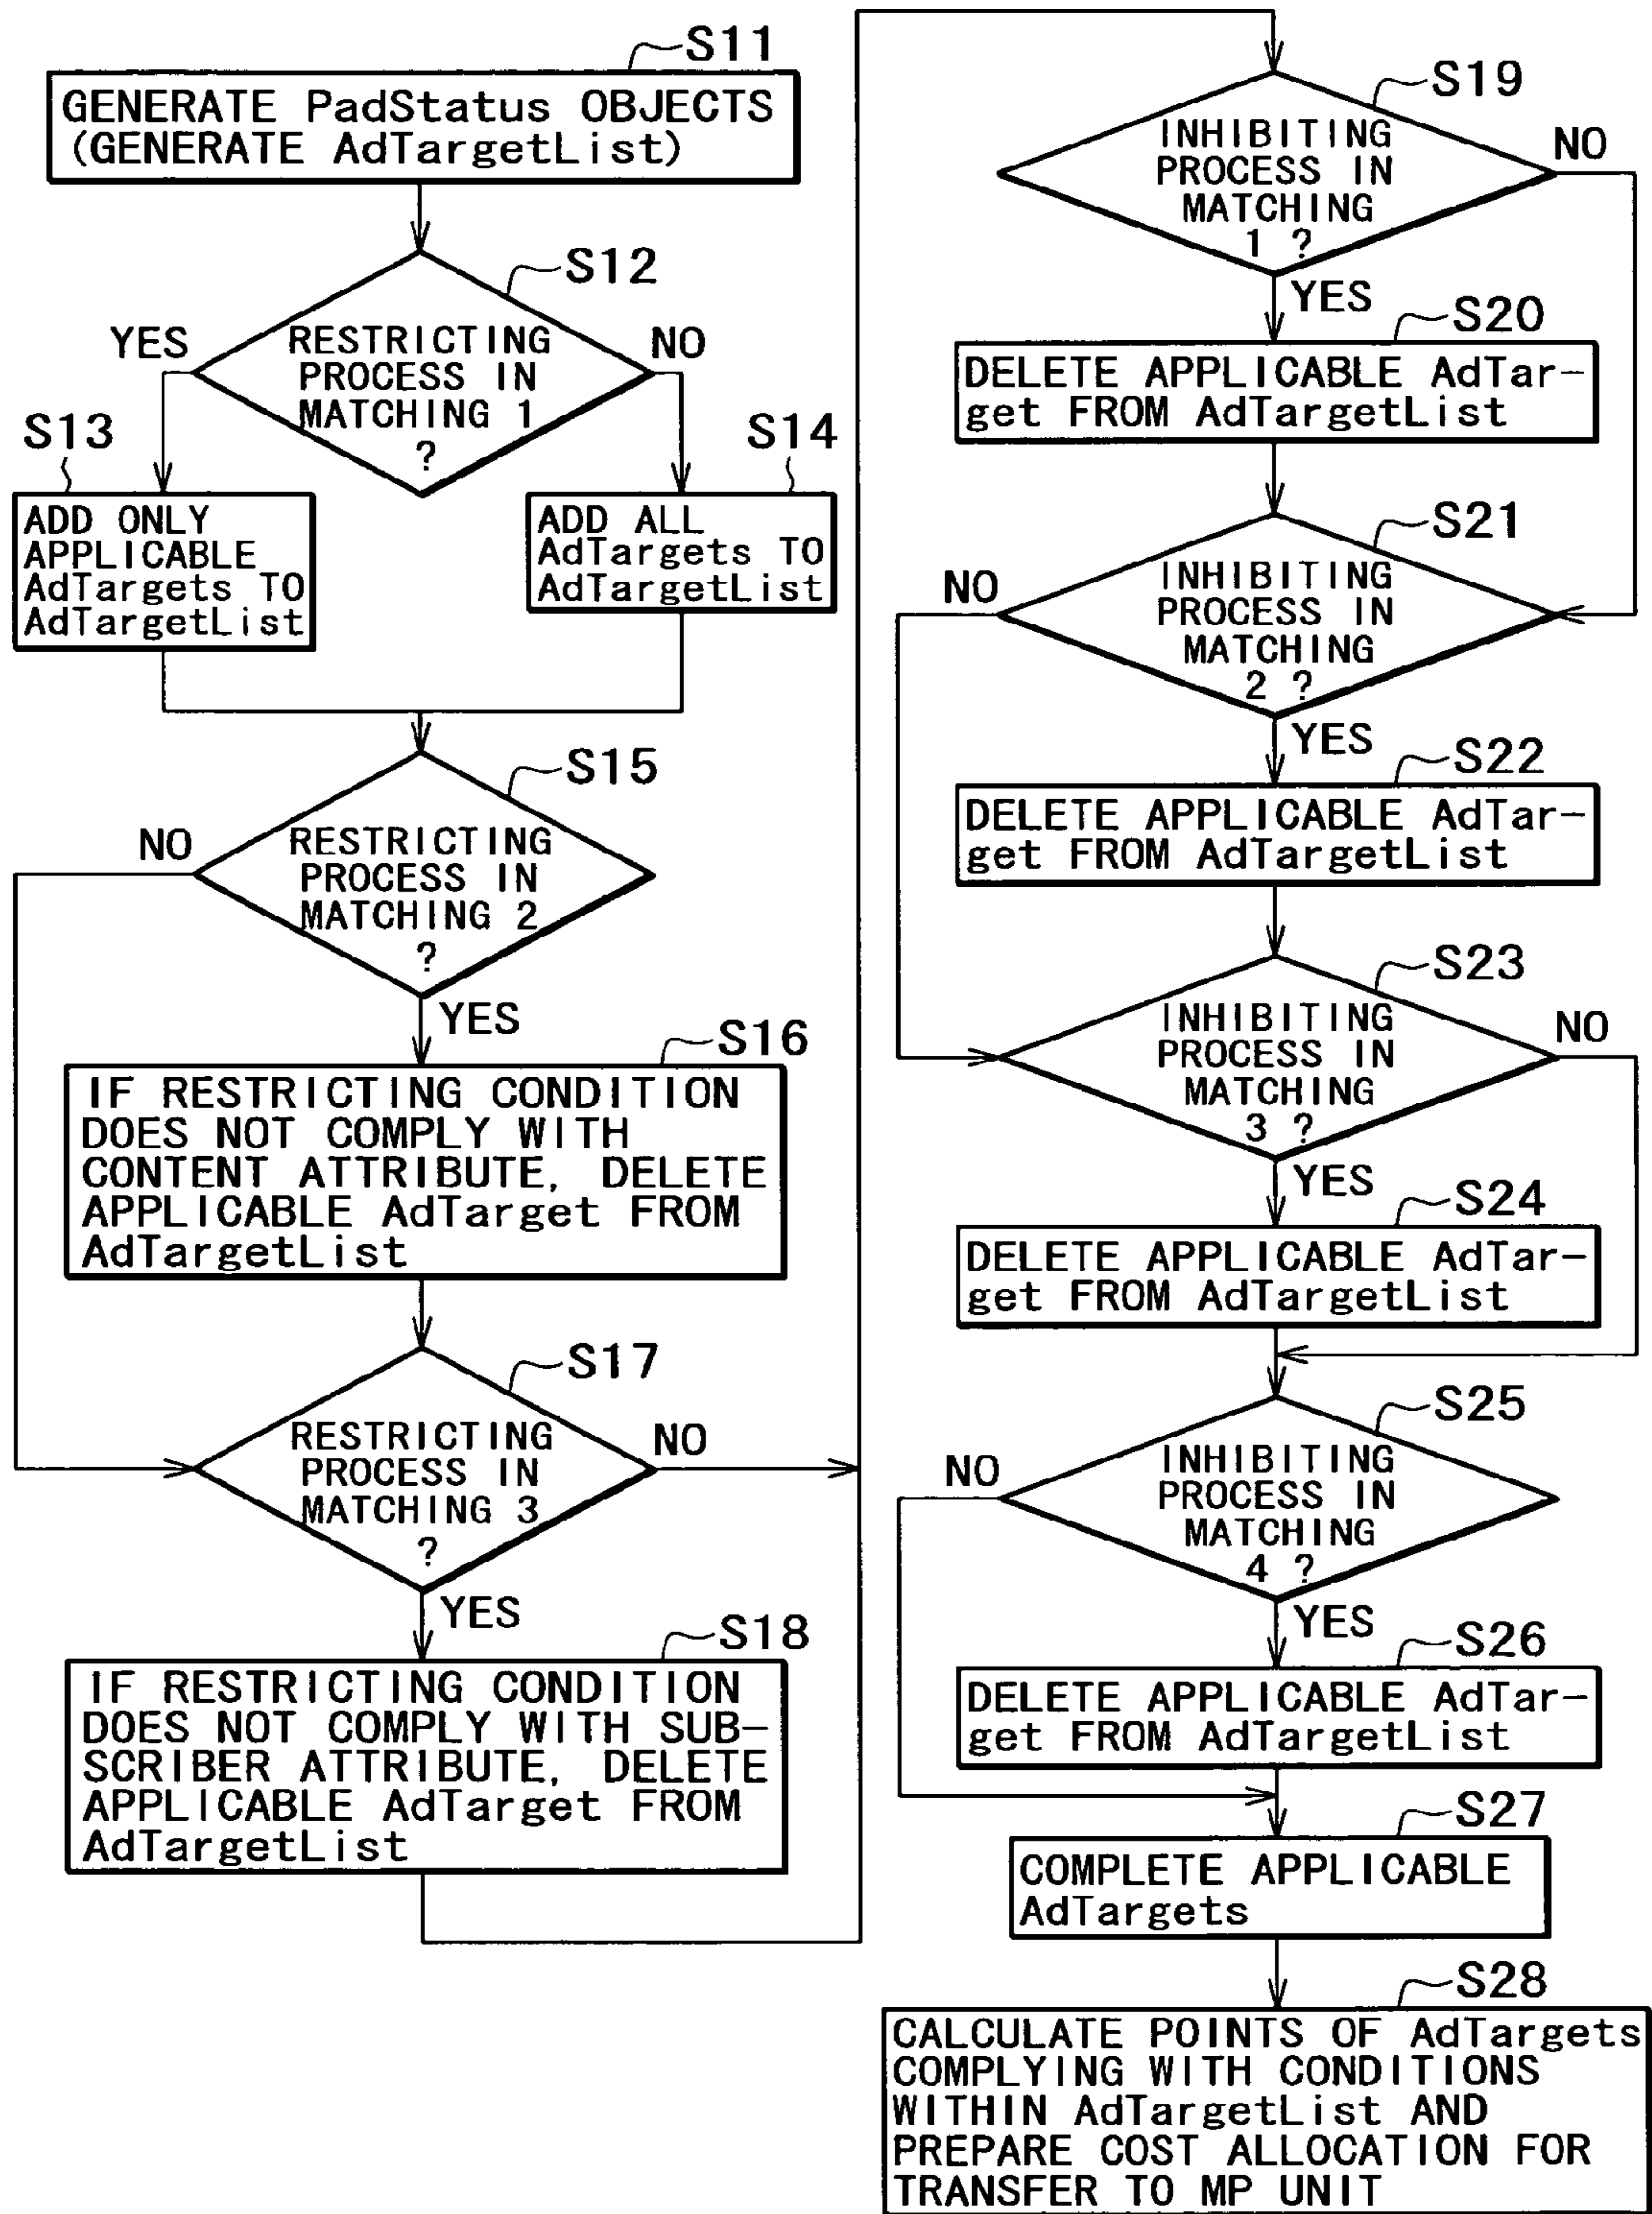 S11
GENERATE PadStatus OBJECTS
(GENERATE AdTargetList)
S12
RESTRICTING
PROCESS IN
MATCHING 1
?
YES
NO
S13
ADD ONLY
APPLICABLE
AdTargets TO
AdTargetList
S14
ADD ALL
AdTargets TO
AdTargetList
S15
RESTRICTING
PROCESS IN
MATCHING 2
?
NO
YES
S16
IF RESTRICTING CONDITION
DOES NOT COMPLY WITH
CONTENT ATTRIBUTE, DELETE
APPLICABLE AdTarget FROM
AdTargetList
S17
RESTRICTING
PROCESS IN
MATCHING 3
?
NO
YES
S18
IF RESTRICTING CONDITION
DOES NOT COMPLY WITH SUB-
SCRIBER ATTRIBUTE, DELETE
APPLICABLE AdTarget FROM
AdTargetList
S19
INHIBITING
PROCESS IN
MATCHING
1 ?
NO
YES
S20
DELETE APPLICABLE AdTar-
get FROM AdTargetList
S21
INHIBITING
PROCESS IN
MATCHING
2 ?
NO
YES
S22
DELETE APPLICABLE AdTar-
get FROM AdTargetList
S23
INHIBITING
PROCESS IN
MATCHING
3 ?
NO
YES
S24
DELETE APPLICABLE AdTar-
get FROM AdTargetList
S25
INHIBITING
PROCESS IN
MATCHING
4 ?
NO
YES
S26
DELETE APPLICABLE AdTar-
get FROM AdTargetList
S27
COMPLETE APPLICABLE
AdTargets
S28
CALCULATE POINTS OF AdTargets
COMPLYING WITH CONDITIONS
WITHIN AdTargetList AND
PREPARE COST ALLOCATION FOR
TRANSFER TO MP UNIT